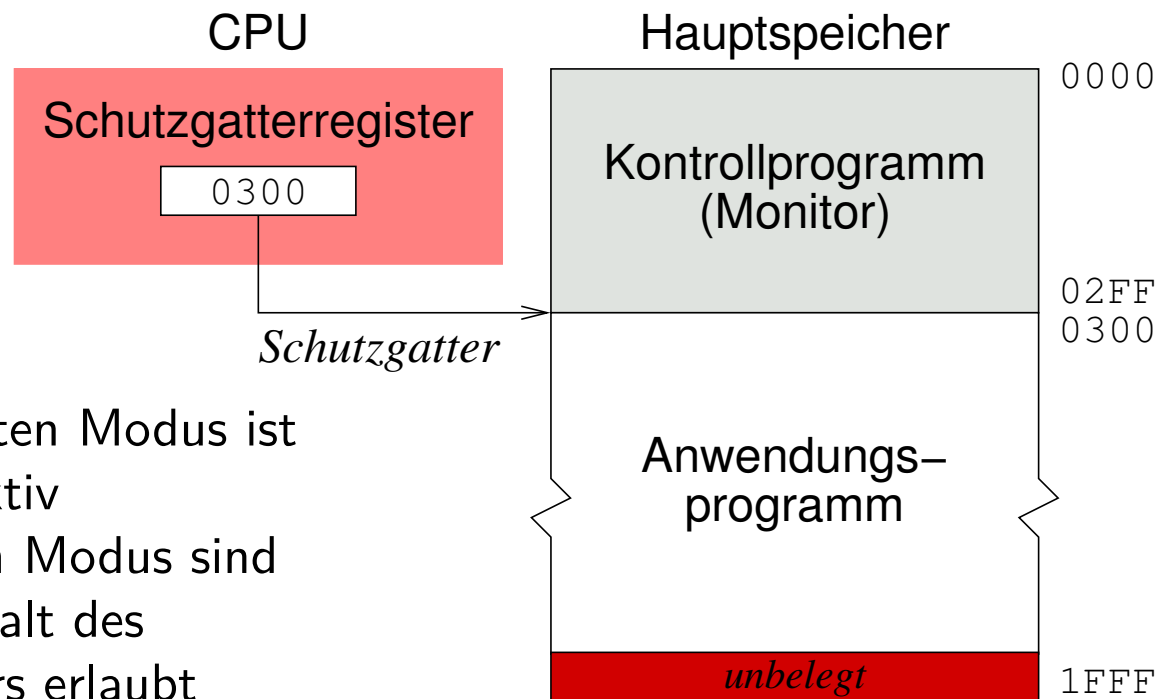 CPU
Schutzgatterregister
0300
Schutzgatter
Hauptspeicher
0000
Kontrollprogramm
(Monitor)
02FF
0300
Anwendungs–
programm
unbelegt
1FFF
ten Modus ist
ktiv
Modus sind
alt des
rs erlaubt